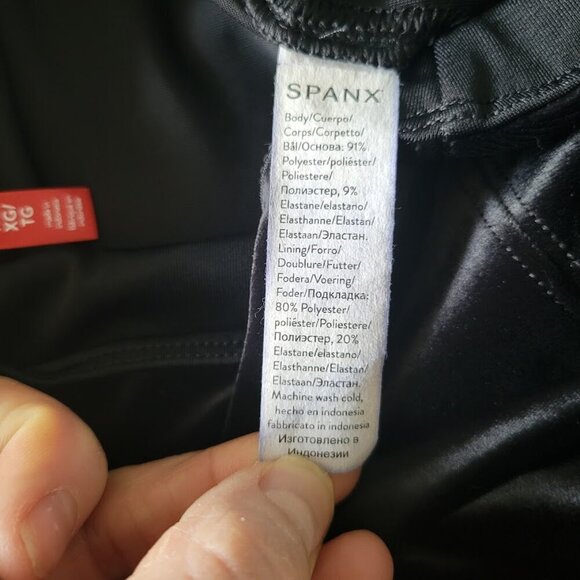 SPANX
Body/Cuerpo/
Corps/Corpetto/
Bål/Основа: 91%
Polyester/poliéster/
Poliestere/
Полиэстер, 9%
Elastane/elastano/
Elasthanne/Elastan/
Elastaan/Эластан.
Lining/Forro/
Doublure/Futter/
Fodera/Voering/
Foder/Подкладка:
80% Polyester/
poliéster/Poliestere/
Полиэстер, 20%
Elastane/elastano/
Elasthanne/Elastan/
Elastaan/Эластан.
Machine wash cold,
hecho en indonesia
fabbricato in indonesia
Изготовлено в
Индонезии
XG/
TG